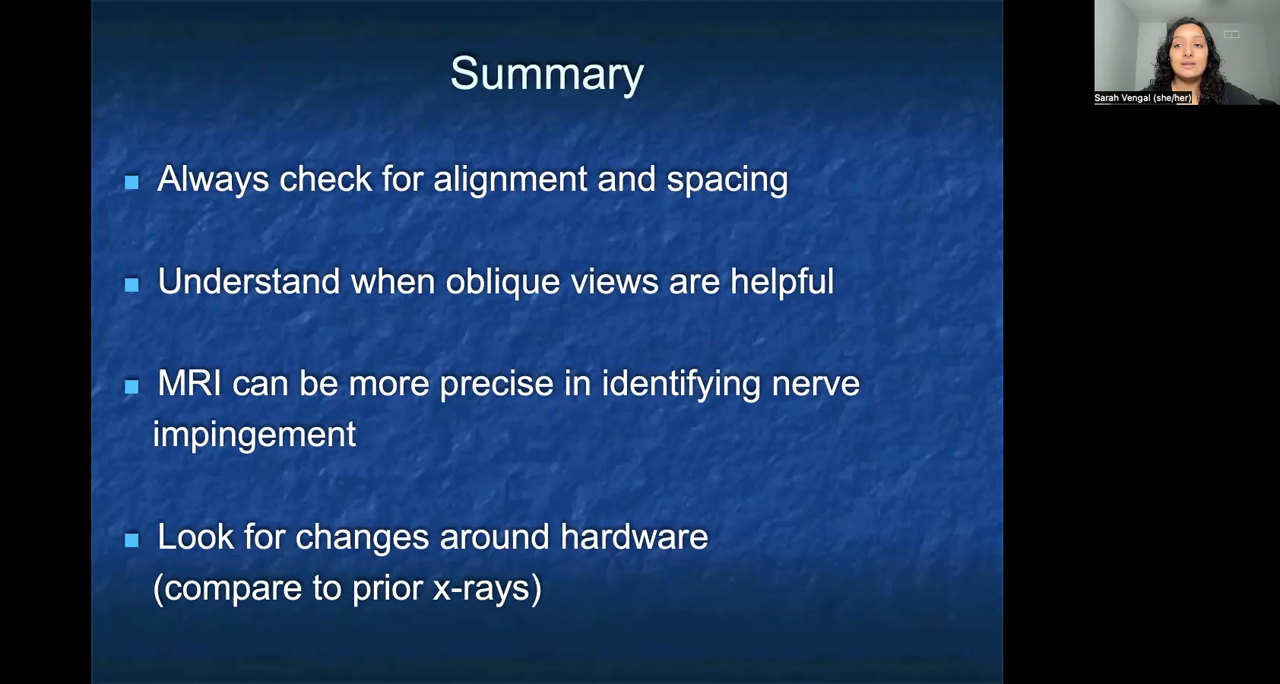 Summary
Always check for alignment and spacing
Understand when oblique views are helpful
MRI can be more precise in identifying nerve
impingement
Look for changes around hardware
(compare to prior x-rays)
Sarah Vengal (she/her)